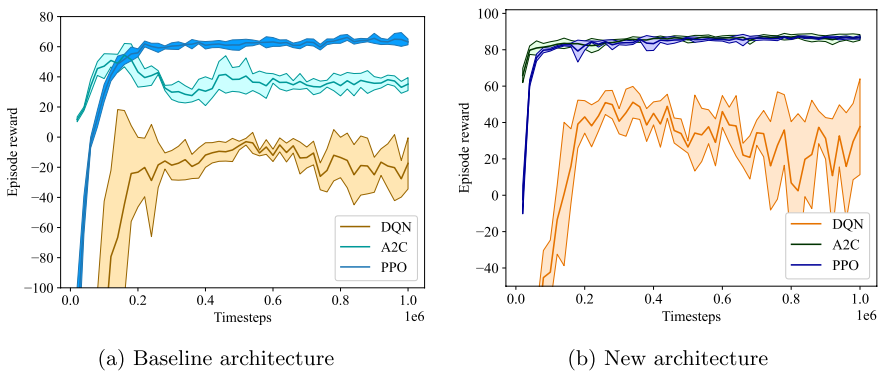 80
60
40
20
0
−20
−40
−60
−80
−100
Episode reward
0.0
0.2
0.4
0.6
0.8
1.0
1e6
Timesteps
DQN
A2C
PPO
(a) Baseline architecture
100
80
60
40
20
0
−20
−40
Episode reward
0.0
0.2
0.4
0.6
0.8
1.0
1e6
Timesteps
DQN
A2C
PPO
(b) New architecture